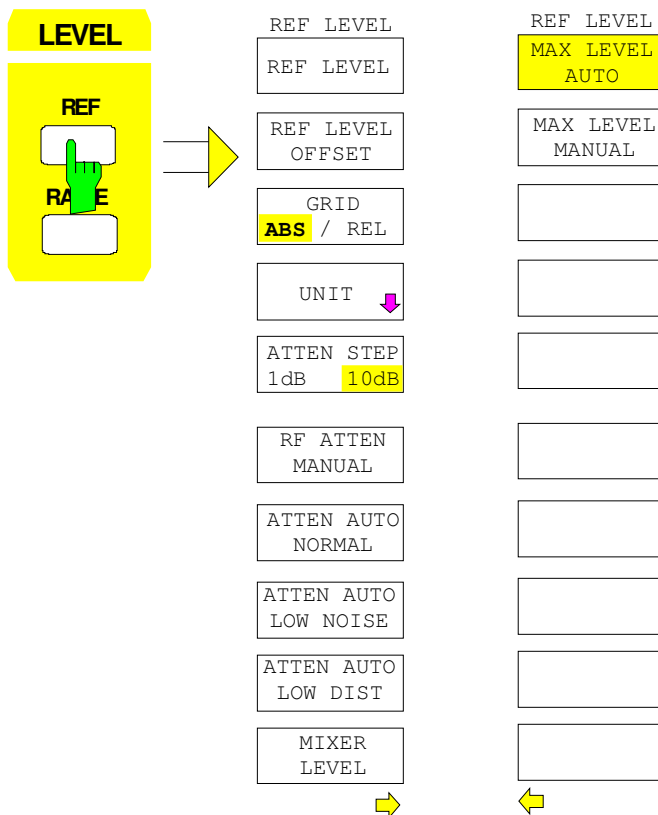 LEVEL
REF
REF LEVEL
REF LEVEL
REF LEVEL
OFFSET
GRID
ABS / REL
UNIT
ATTEN STEP
1dB 10dB
RF ATTEN
MANUAL
ATTEN AUTO
NORMAL
ATTEN AUTO
LOW NOISE
ATTEN AUTO
LOW DIST
MIXER
LEVEL
REF LEVEL
MAX LEVEL
AUTO
MAX LEVEL
MANUAL